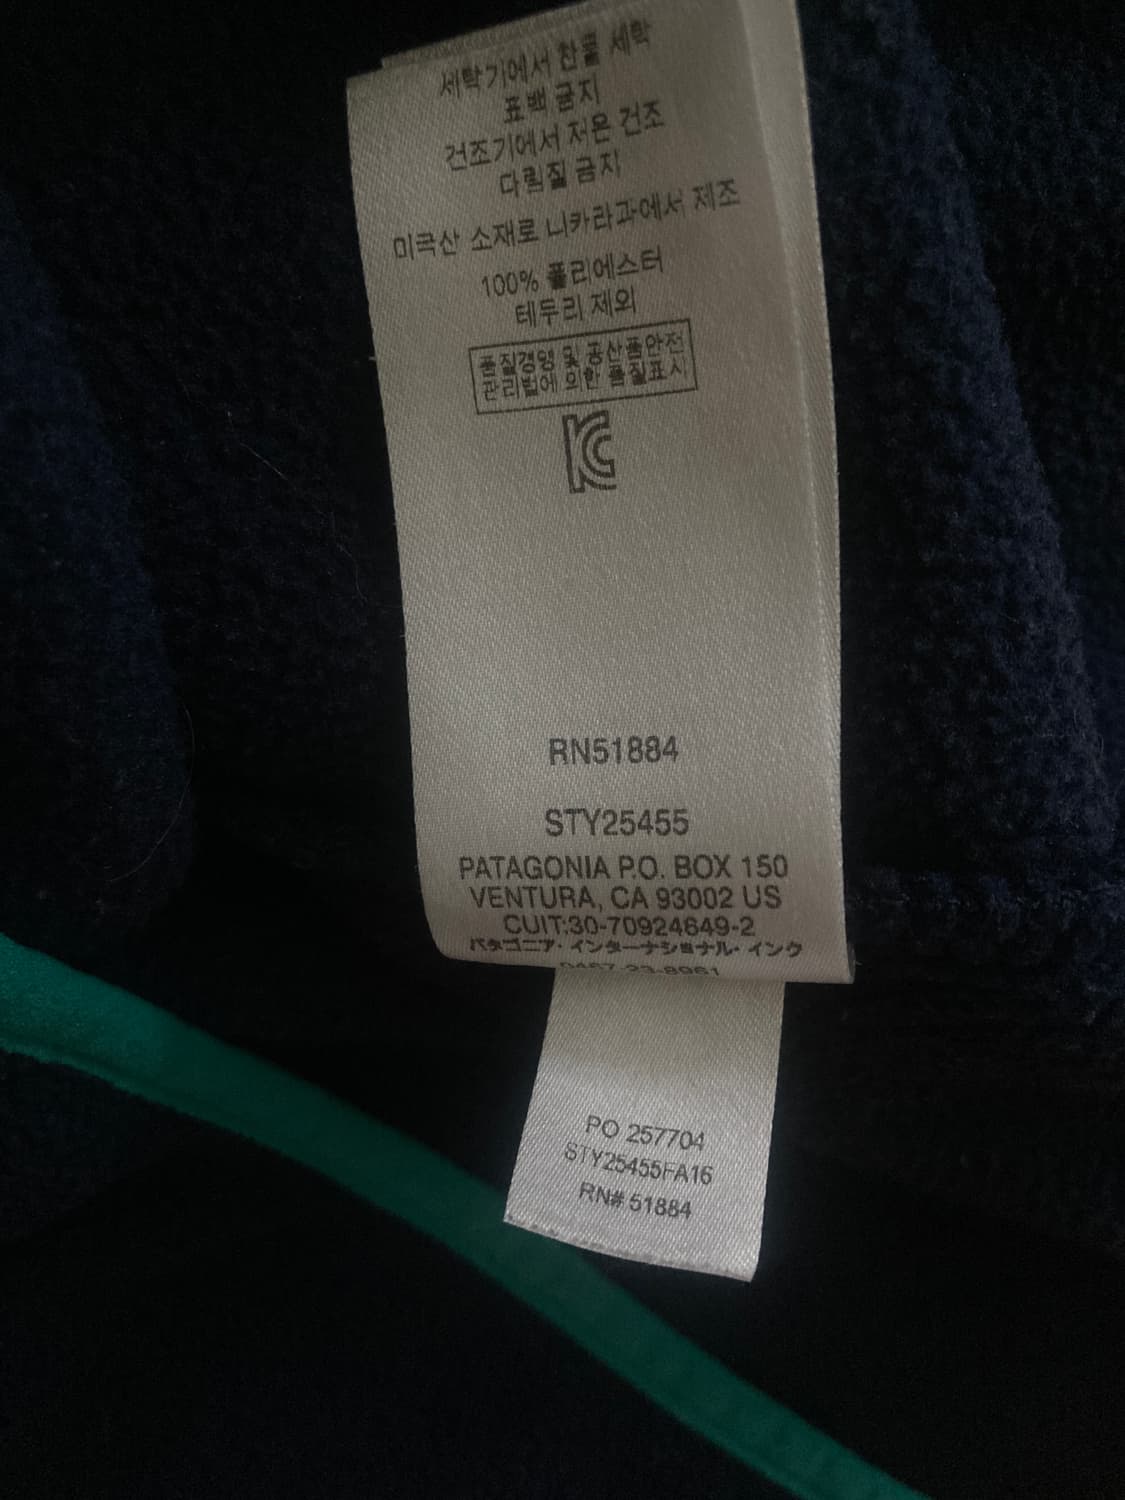 세탁기에서 찬물 세탁
표백 금지
건조기에서 저온 건조
다림질 금지
미국산 소재로 니카라과에서 제조
100% 폴리에스터
테두리 제외
품질경영 및 공산품안전
관리법에 의한 품질표시
KC
RN51884
STY25455
PATAGONIA P.O. BOX 150
VENTURA, CA 93002 US
CUIT:30-70924849-2
パタゴニア・インターナショナル・インク
0467-23-8961
PO 257704
STY25455FA16
RN# 51884